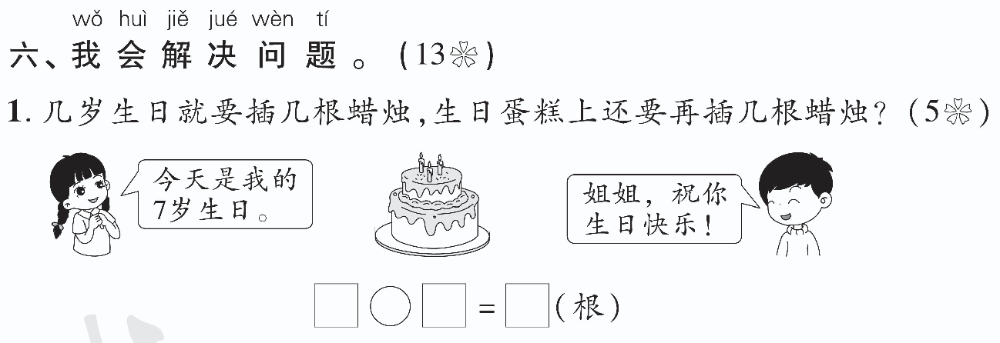 wǒ huì jiě jué wèn tí
六、我会解决问题。(13)
1. 几岁生日就要插几根蜡烛,生日蛋糕上还要再插几根蜡烛?(5)
今天是我的
7岁生日。
姐姐，祝你
生日快乐!
□○□=□(根)